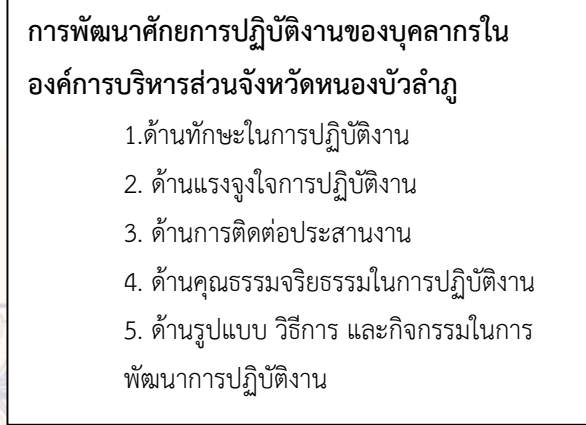 การพัฒนาศักยการปฏิบัติงานของบุคลากรใน
องค์การบริหารส่วนจังหวัดหนองบัวลำภู
1.ด้านทักษะในการปฏิบัติงาน
2. ด้านแรงจูงใจการปฏิบัติงาน
3. ด้านการติดต่อประสานงาน
4. ด้านคุณธรรมจริยธรรมในการปฏิบัติงาน
5. ด้านรูปแบบ วิธีการ และกิจกรรมในการ
พัฒนาการปฏิบัติงาน